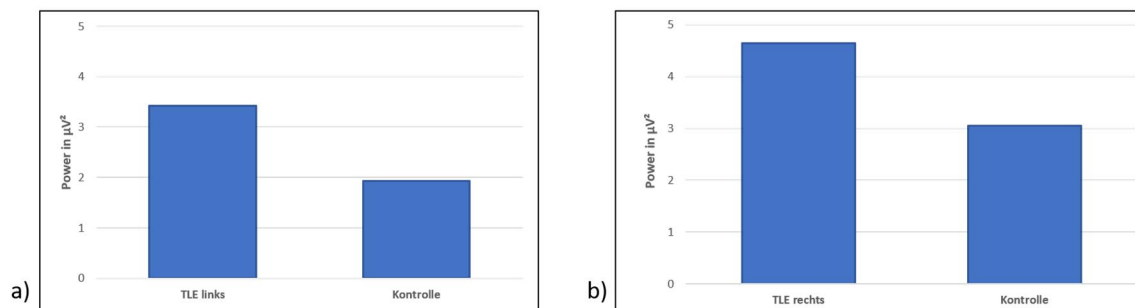 a)
Power in µV²
5
4
3
2
1
0
TLE links
Kontrolle
b)
Power in µV²
5
4
3
2
1
0
TLE rechts
Kontrolle